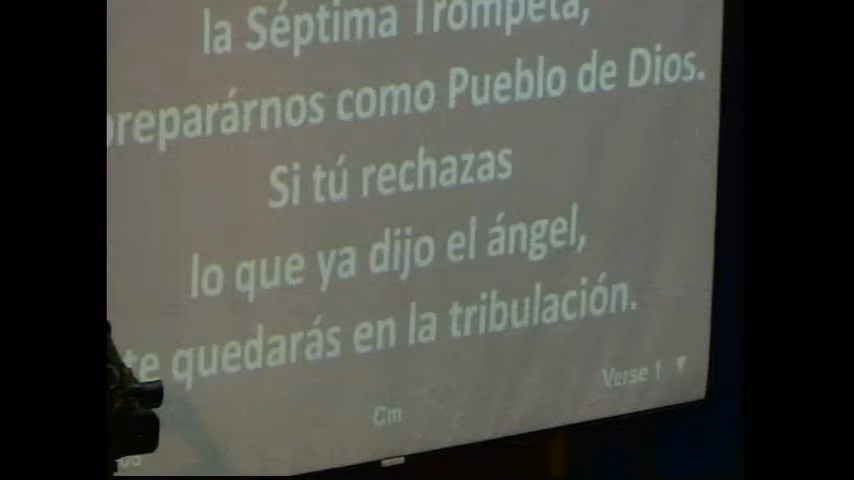 la Séptima Trompeta,
prepararnos como Pueblo de Dios.
Si tú rechazas
lo que ya dijo el ángel,
te quedarás en la tribulación.
Verse 1 ▼
Cm